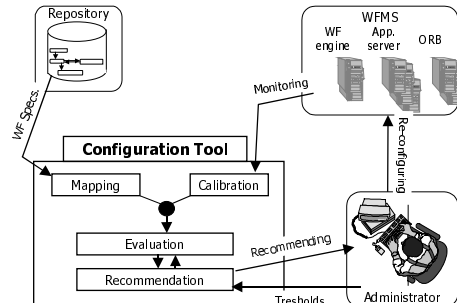 Repository
WFMS
WF
engine
App.
server
ORB
Monitoring
WF Specs.
Configuration Tool
Re-configuring
Mapping
Calibration
Evaluation
Recommending
Recommendation
Administrator
Tresholds